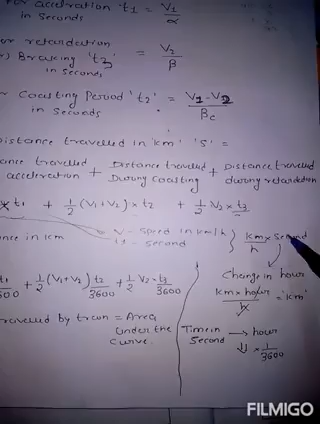 For acceleration 't1' = V1/α
in Seconds
or retardation
Braking 't3' = V2/β
in seconds
Coasting Period 't2' = V1-V2/βc
in Seconds
Distance travelled in 'km' 'S' =
ance travelled acceleration + Distance travelled During coasting + Distance travelled during retardation
x t1 + 1/2 (V1+V2) x t2 + 1/2 V2 x t3
ance in km
V - speed in km/h
t - second
km x second/h
Change in hour
km x hour/h = 'km'
t1/3600 + 1/2 (V1+V2) t2/3600 + 1/2 V2 x t3/3600
travelled by train = Area
under the
curve.
Time in second → hour
⇓ x 1/3600
FILMIGO